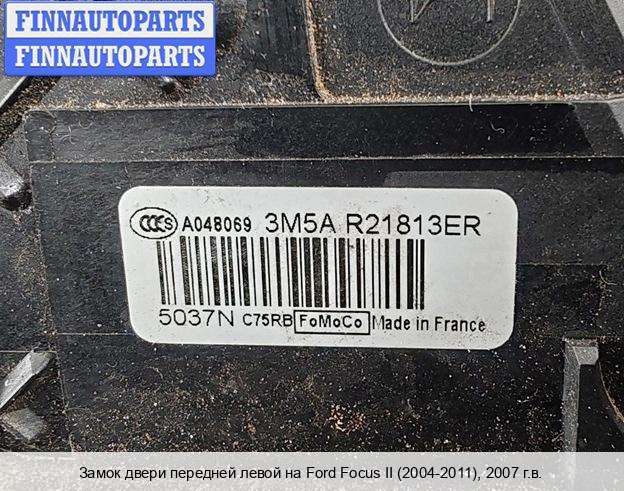 FINNAUTOPARTS
FINNAUTOPARTS
CCC S A048069 3M5A R21813ER
5037N C75RB FoMoCo Made in France
Замок двери передней левой на Ford Focus II (2004-2011), 2007 г.в.